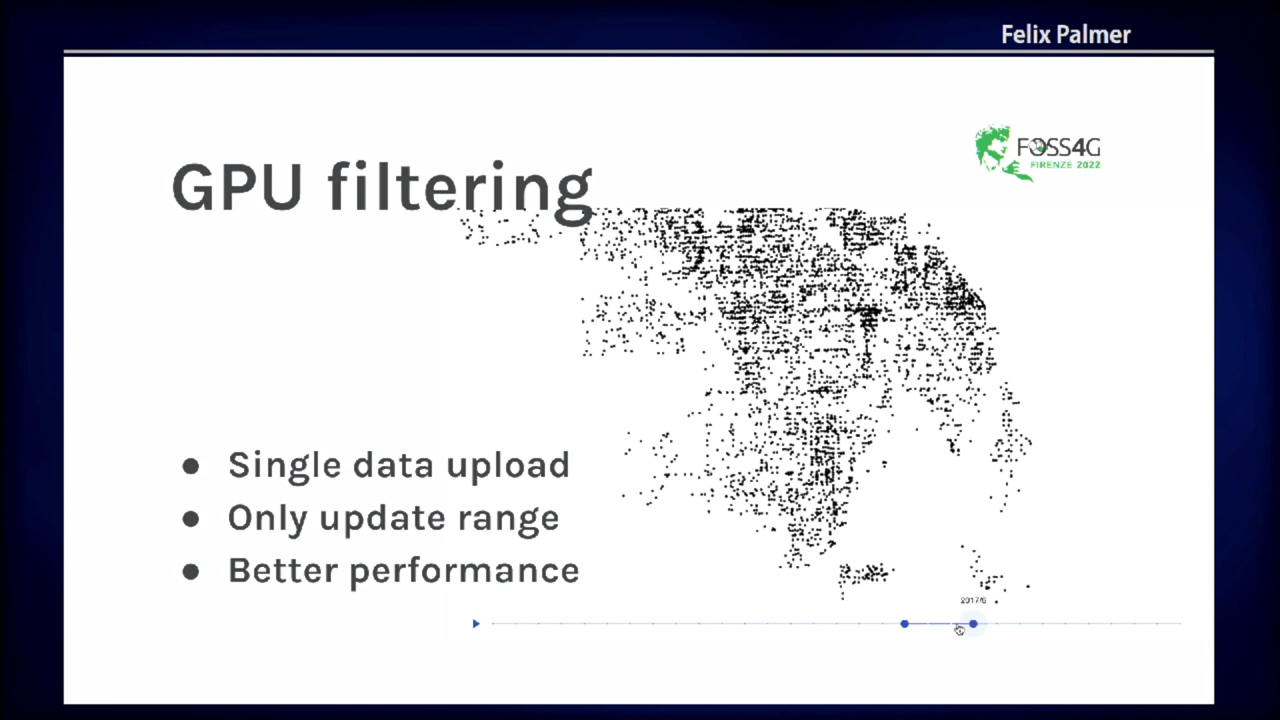 Felix Palmer
FOSS4G
FIRENZE 2022
GPU filtering
● Single data upload
● Only update range
● Better performance
2017/6